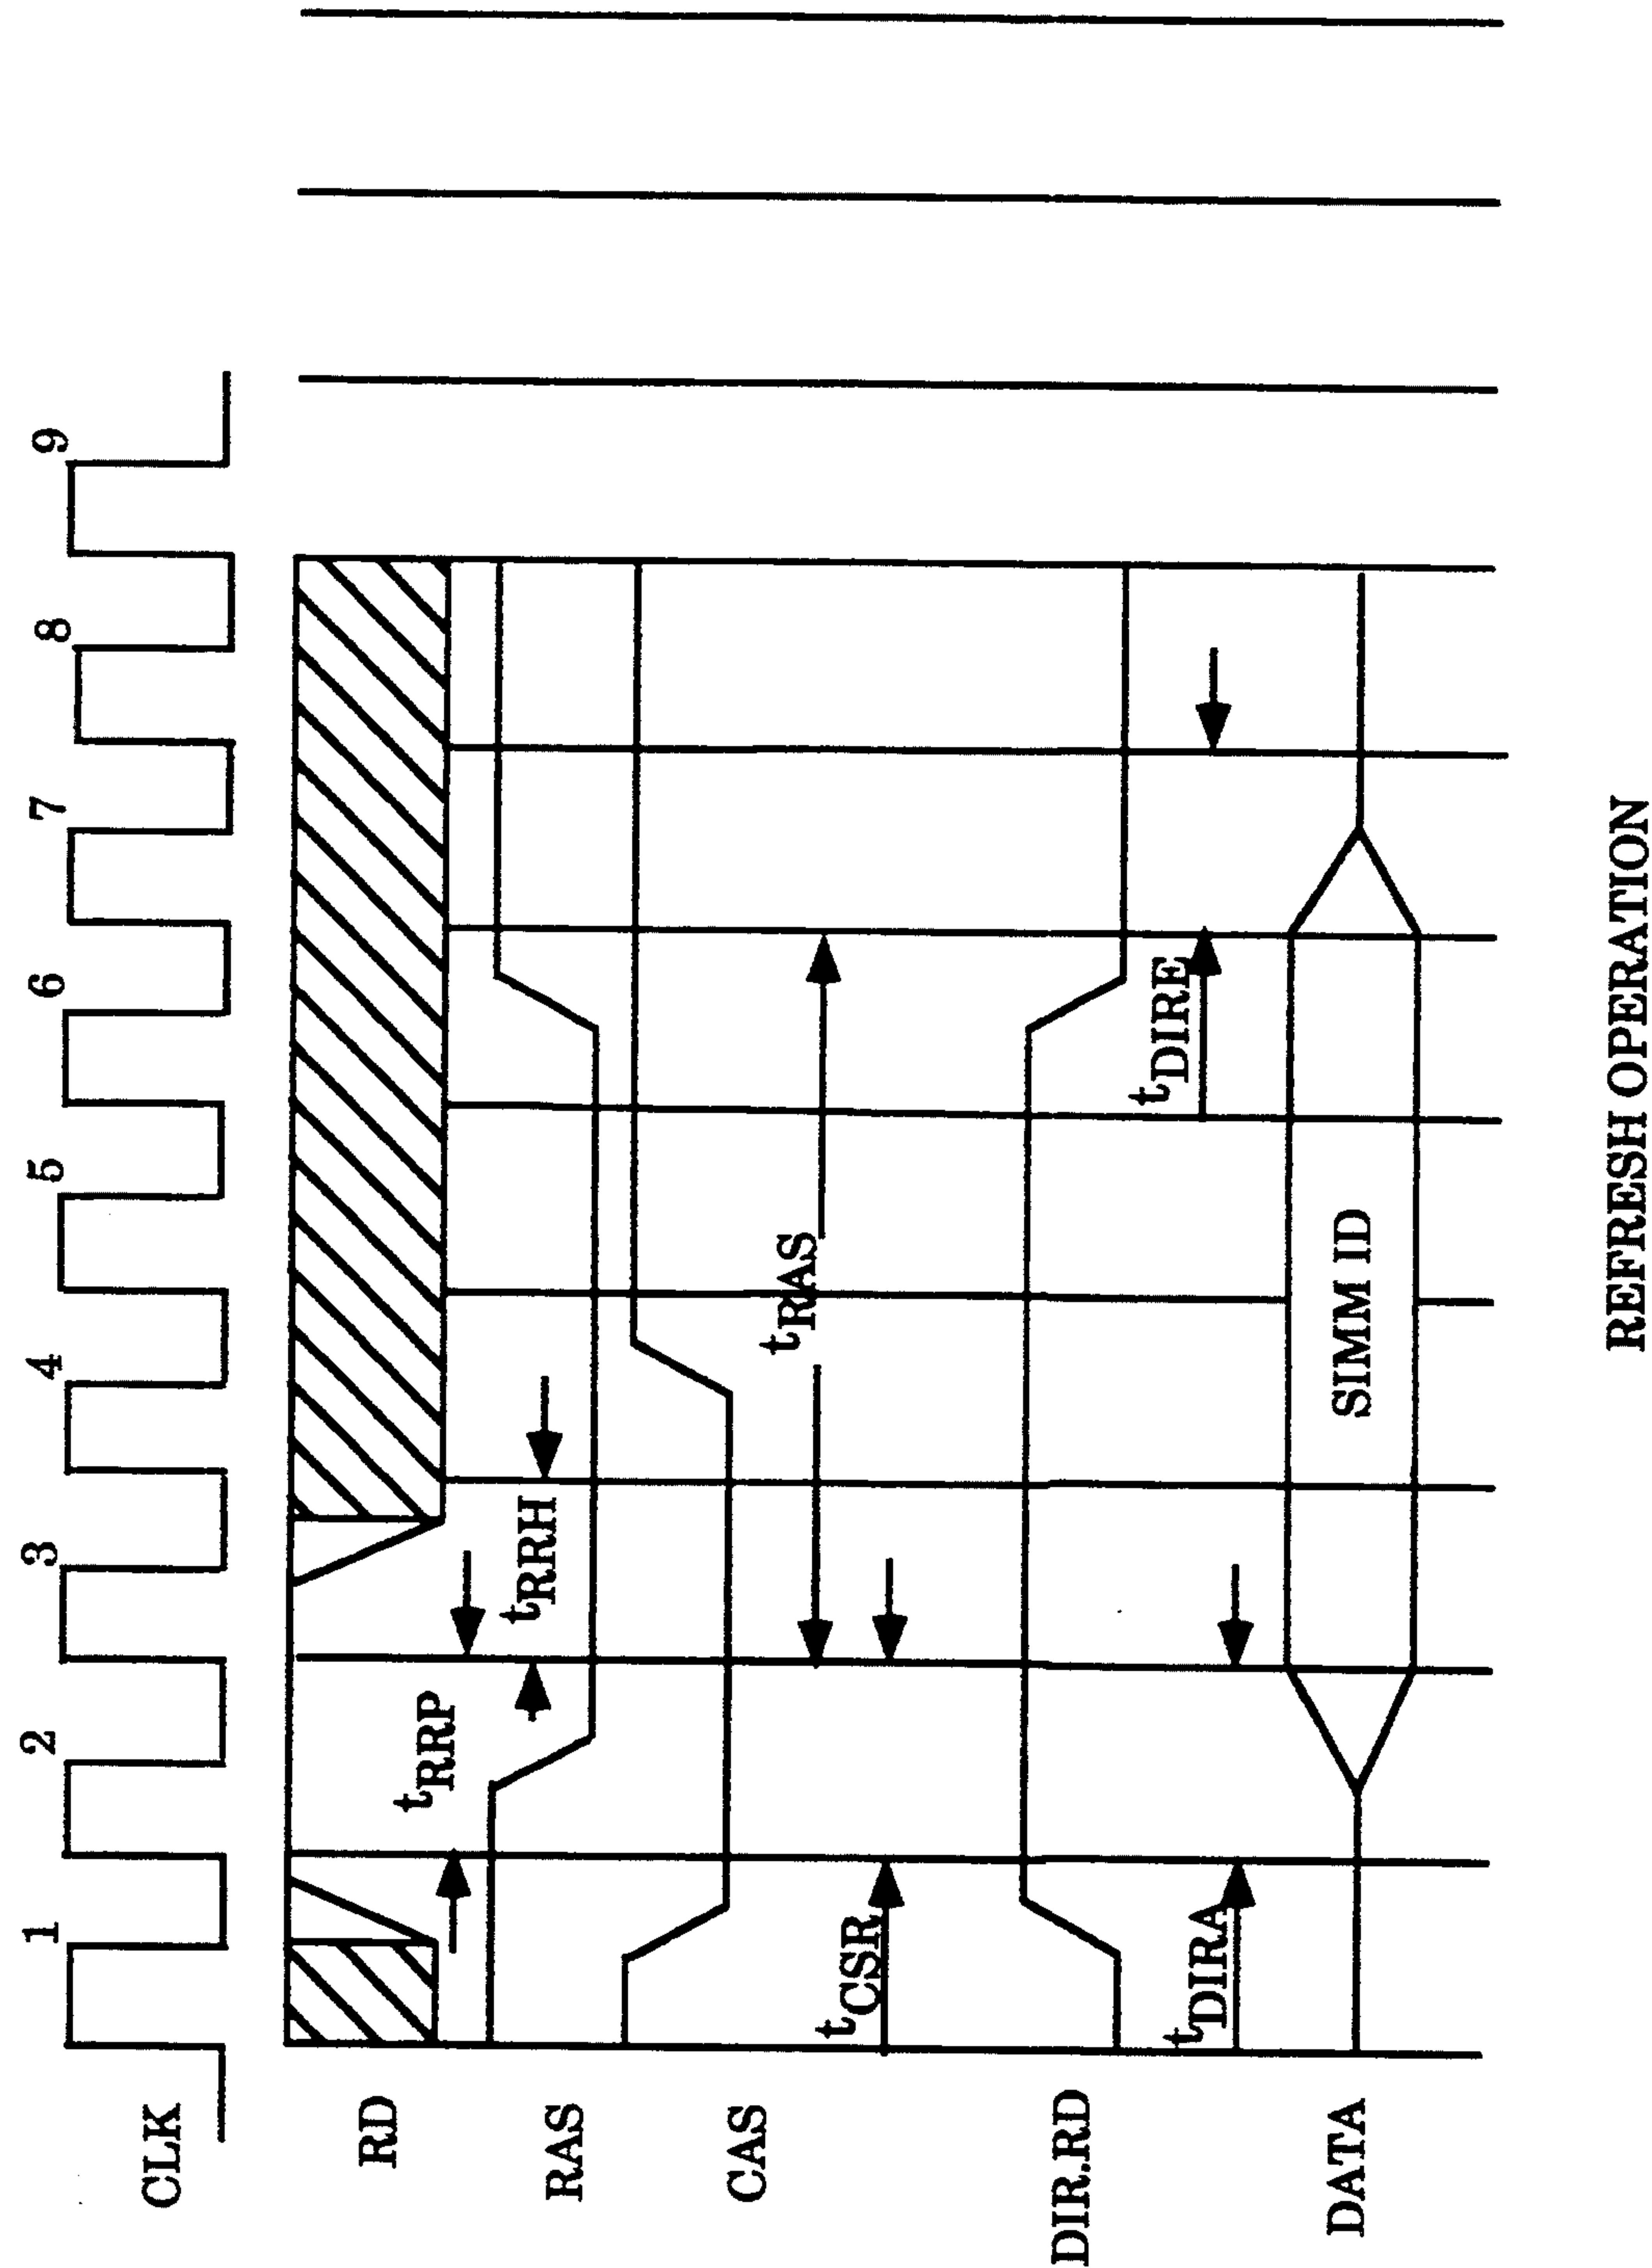 CLK
1 2 3 4 5 6 7 8 9
RD
tRRP
RAS
tRRH
CAS
tRAS
tCSR
DIR.RD
tDIRA
tDIRE
DATA
SIMM ID
REFRESH OPERATION